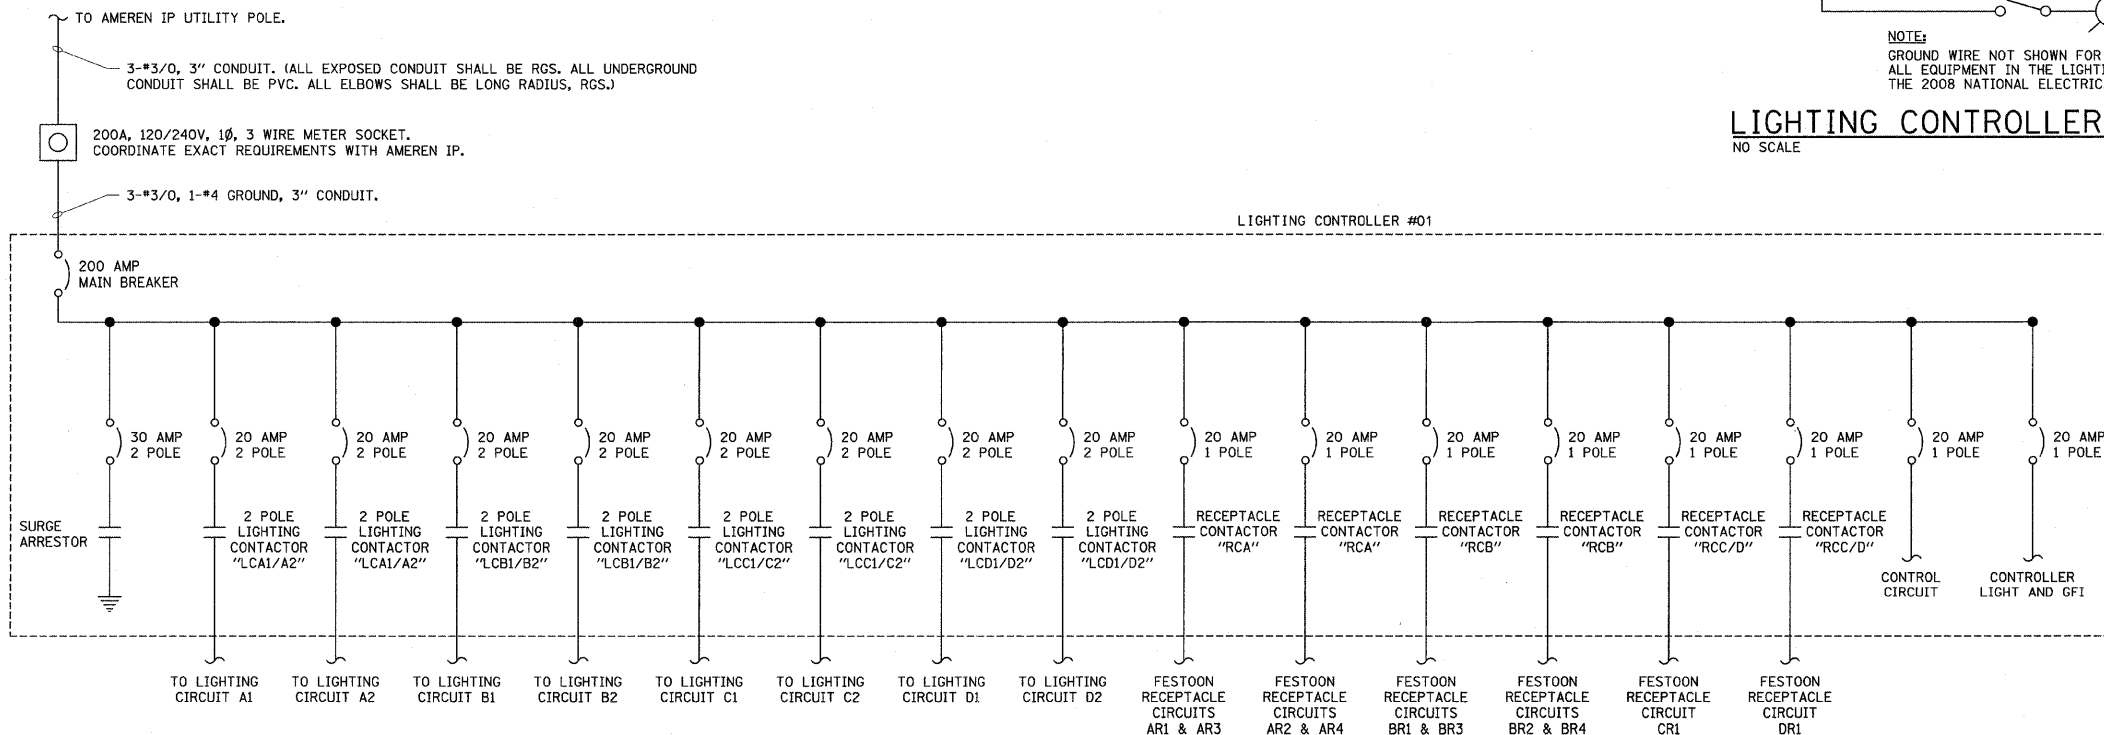 TO AMEREN IP UTILITY POLE.
3-#3/0, 3" CONDUIT. (ALL EXPOSED CONDUIT SHALL BE RGS. ALL UNDERGROUND
CONDUIT SHALL BE PVC. ALL ELBOWS SHALL BE LONG RADIUS, RGS.)
200A, 120/240V, 1Ø, 3 WIRE METER SOCKET.
COORDINATE EXACT REQUIREMENTS WITH AMEREN IP.
3-#3/0, 1-#4 GROUND, 3" CONDUIT.
NOTE:
GROUND WIRE NOT SHOWN FOR
ALL EQUIPMENT IN THE
THE 2008 NATIONAL
LIGHTING CONTROLLER
NO SCALE
LIGHTING CONTROLLER #01
200 AMP
MAIN BREAKER
30 AMP
2 POLE
20 AMP
2 POLE
20 AMP
2 POLE
20 AMP
2 POLE
20 AMP
2 POLE
20 AMP
2 POLE
20 AMP
2 POLE
20 AMP
2 POLE
20 AMP
2 POLE
20 AMP
1 POLE
20 AMP
1 POLE
20 AMP
1 POLE
20 AMP
1 POLE
20 AMP
1 POLE
20 AMP
1 POLE
20 AMP
1 POLE
20 AMP
1 POLE
SURGE
ARRESTOR
2 POLE
LIGHTING
CONTACTOR
"LCA1/A2"
2 POLE
LIGHTING
CONTACTOR
"LCA1/A2"
2 POLE
LIGHTING
CONTACTOR
"LCB1/B2"
2 POLE
LIGHTING
CONTACTOR
"LCB1/B2"
2 POLE
LIGHTING
CONTACTOR
"LCC1/C2"
2 POLE
LIGHTING
CONTACTOR
"LCC1/C2"
2 POLE
LIGHTING
CONTACTOR
"LCD1/D2"
2 POLE
LIGHTING
CONTACTOR
"LCD1/D2"
RECEPTACLE
CONTACTOR
"RCA"
RECEPTACLE
CONTACTOR
"RCA"
RECEPTACLE
CONTACTOR
"RCB"
RECEPTACLE
CONTACTOR
"RCB"
RECEPTACLE
CONTACTOR
"RCC/D"
RECEPTACLE
CONTACTOR
"RCC/D"
CONTROL
CIRCUIT
CONTROLLER
LIGHT AND GFI
TO LIGHTING
CIRCUIT A1
TO LIGHTING
CIRCUIT A2
TO LIGHTING
CIRCUIT B1
TO LIGHTING
CIRCUIT B2
TO LIGHTING
CIRCUIT C1
TO LIGHTING
CIRCUIT C2
TO LIGHTING
CIRCUIT D1
TO LIGHTING
CIRCUIT D2
FESTOON
RECEPTACLE
CIRCUITS
AR1 & AR3
FESTOON
RECEPTACLE
CIRCUITS
AR2 & AR4
FESTOON
RECEPTACLE
CIRCUITS
BR1 & BR3
FESTOON
RECEPTACLE
CIRCUITS
BR2 & BR4
FESTOON
RECEPTACLE
CIRCUIT
CR1
FESTOON
RECEPTACLE
CIRCUIT
DR1